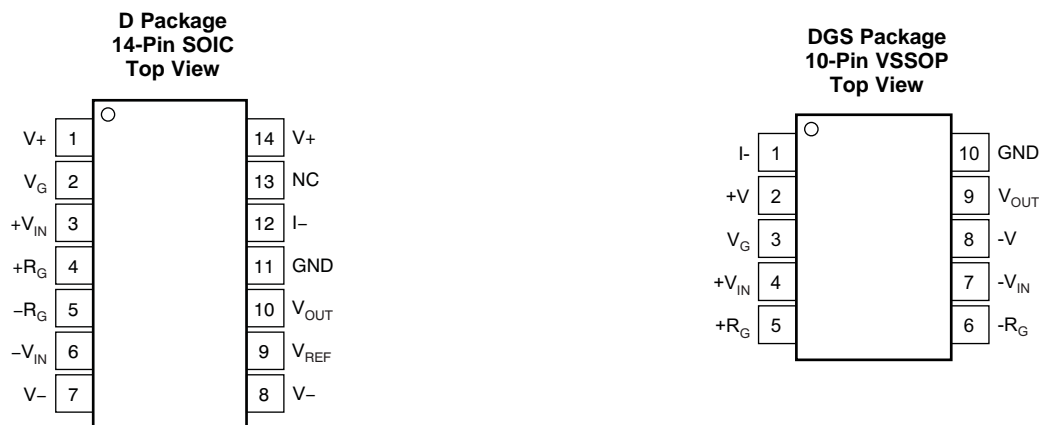 D Package
14-Pin SOIC
Top View
V+ 1 14 V+
VG 2 13 NC
+VIN 3 12 I−
+RG 4 11 GND
−RG 5 10 VOUT
−VIN 6 9 VREF
V− 7 8 V−
DGS Package
10-Pin VSSOP
Top View
I- 1 10 GND
+V 2 9 VOUT
VG 3 8 -V
+VIN 4 7 -VIN
+RG 5 6 -RG